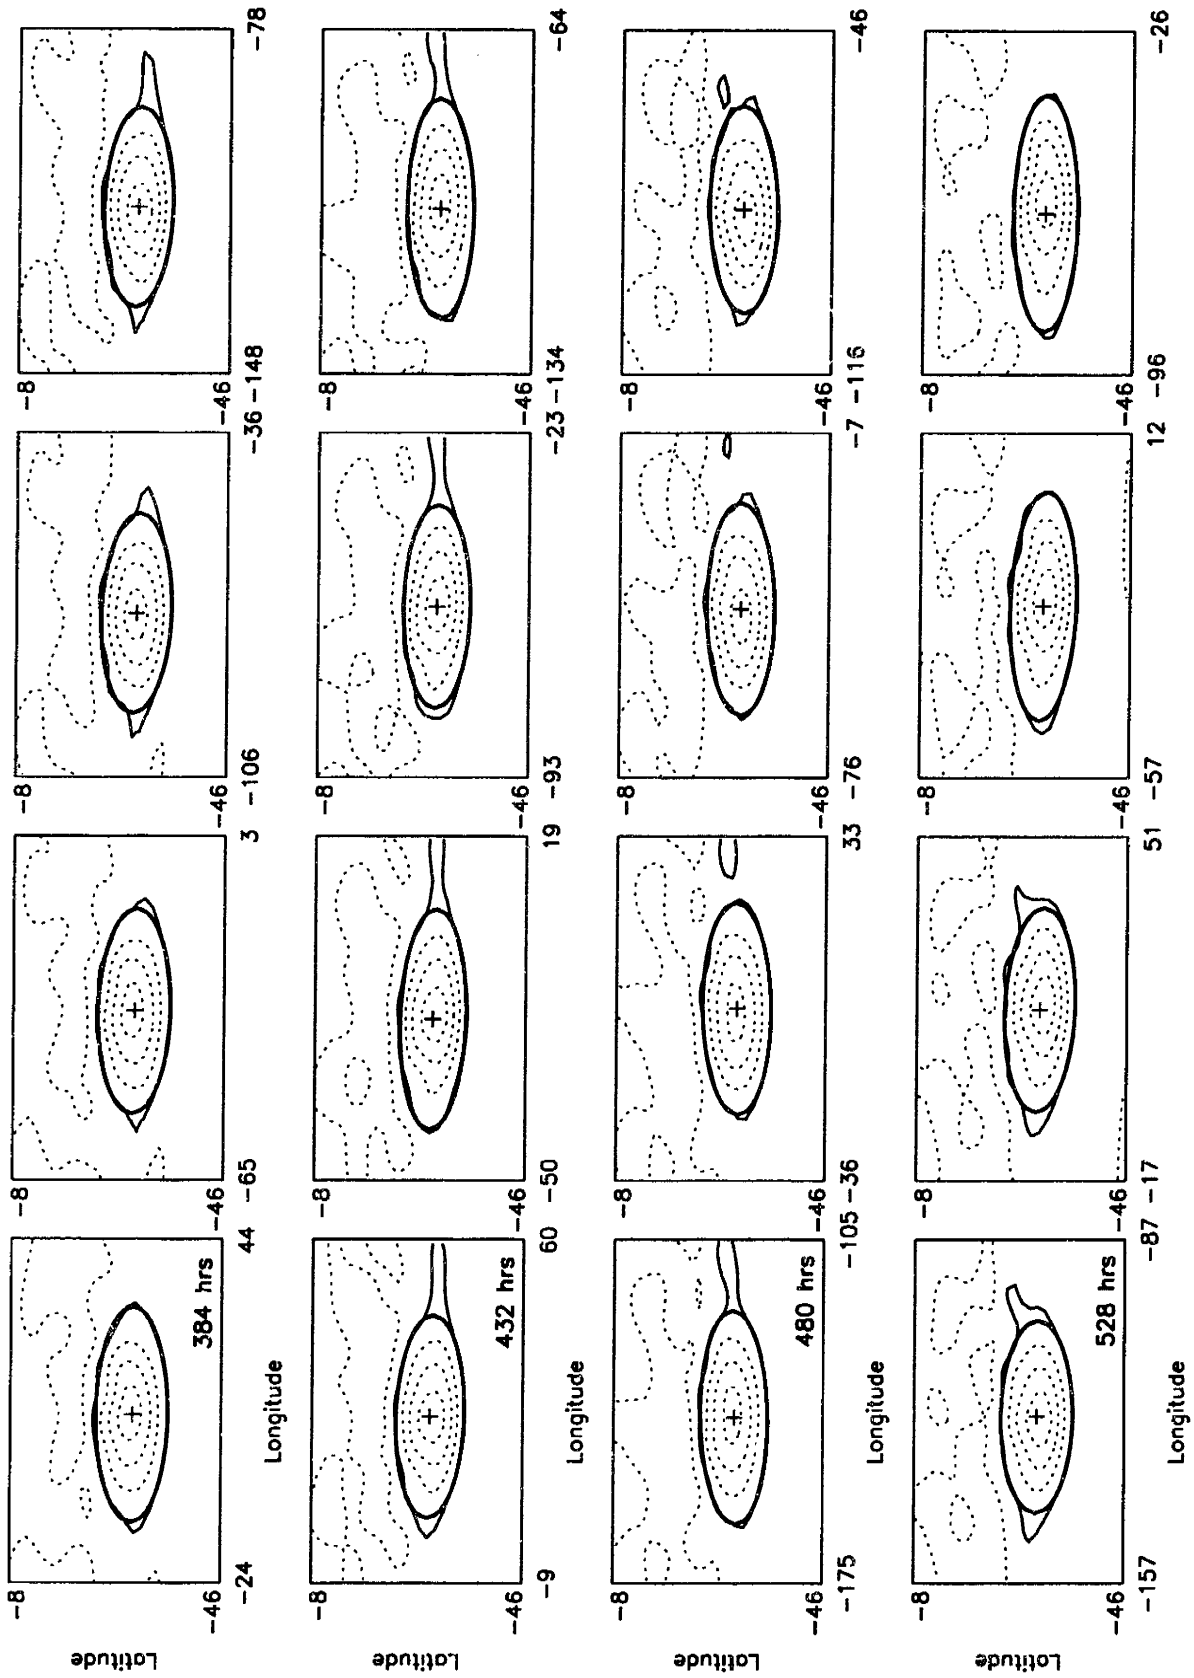 -8 -8 -8 -8
Latitude
384 hrs
-46 -46 -46 -46
-24 44 -65 3 -106 -36 -148 -78
Longitude
-8 -8 -8 -8
Latitude
432 hrs
-46 -46 -46 -46
-9 60 -50 19 -93 -23 -134 -64
Longitude
-8 -8 -8 -8
Latitude
480 hrs
-46 -46 -46 -46
-175 -105 -36 33 -76 -7 -116 -46
Longitude
-8 -8 -8 -8
Latitude
528 hrs
-46 -46 -46 -46
-157 -87 -17 51 -57 12 -96 -26
Longitude